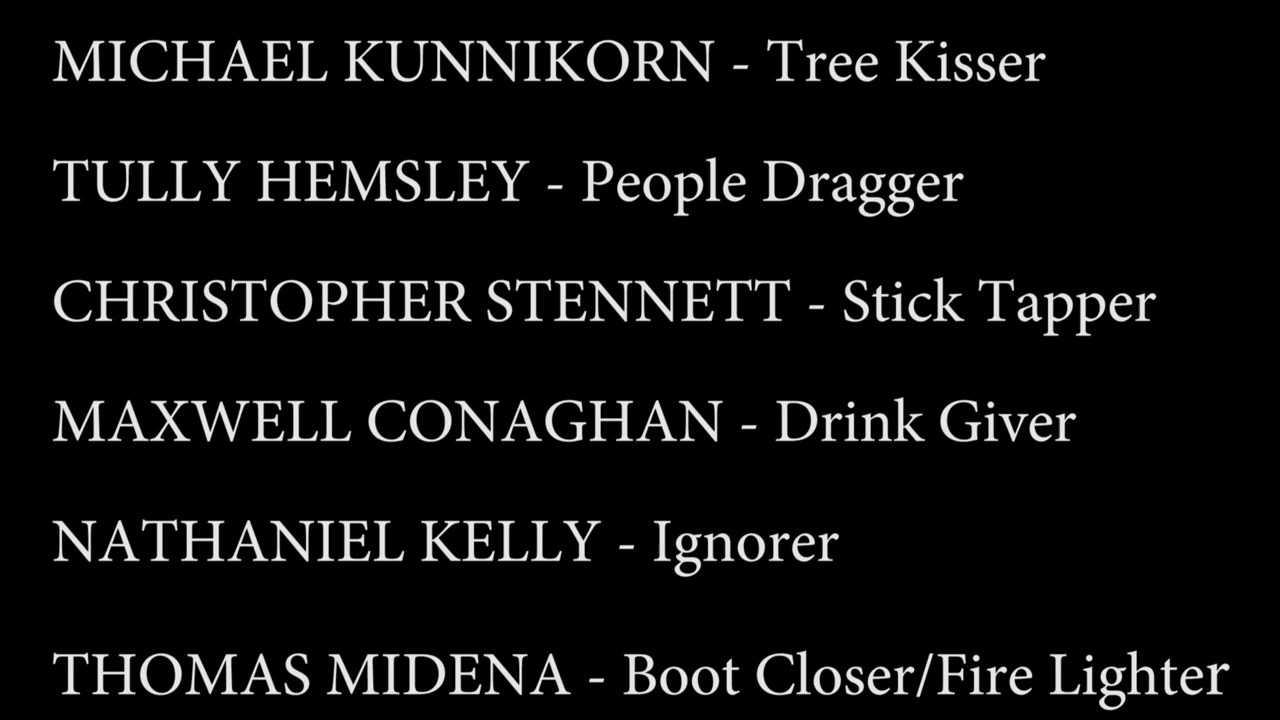 MICHAEL KUNNIKORN - Tree Kisser
TULLY HEMSLEY - People Dragger
CHRISTOPHER STENNETT - Stick Tapper
MAXWELL CONAGHAN - Drink Giver
NATHANIEL KELLY - Ignorer
THOMAS MIDENA - Boot Closer/Fire Lighter